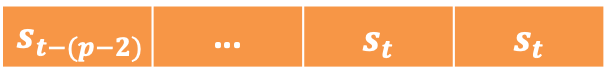 s_{t-(p-2)} ... s_t s_t